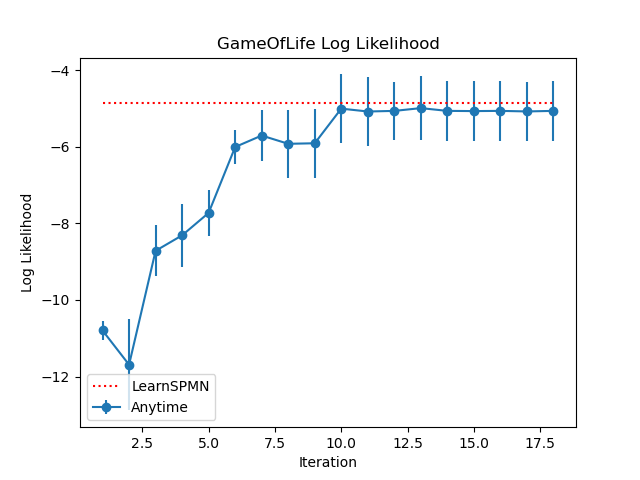 GameOfLife Log Likelihood
−4
−6
−8
−10
−12
Log Likelihood
LearnSPMN
Anytime
2.5 5.0 7.5 10.0 12.5 15.0 17.5
Iteration